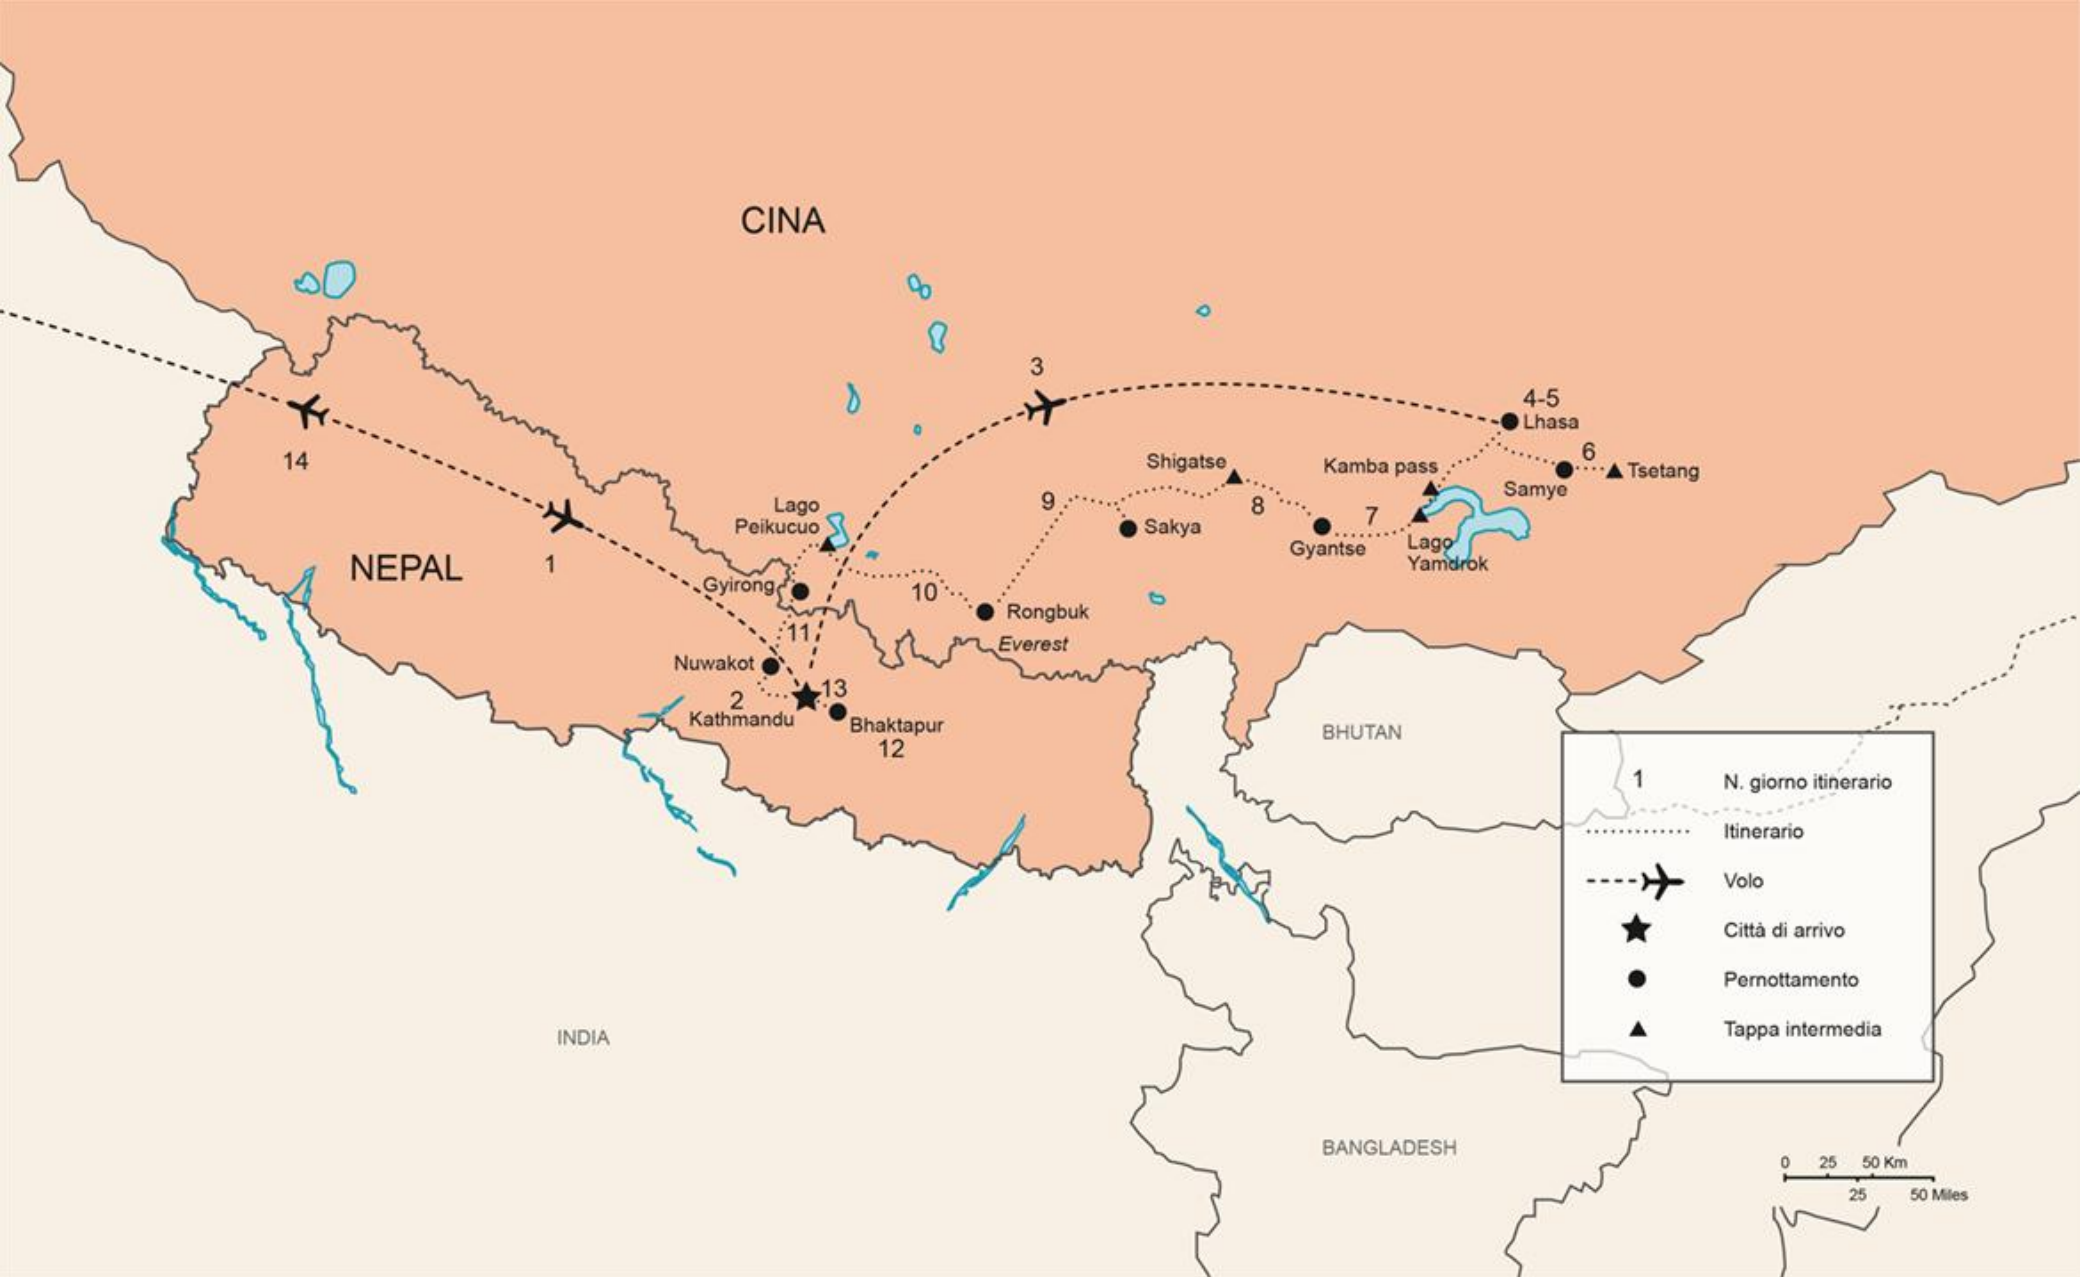 CINA
3
4-5
Lhasa
6
Tsetang
Samye
Kamba pass
Shigatse
8
7
Gyantse
Lago
Yamdrok
9
Sakya
14
1
NEPAL
Lago
Peikucuo
Gyirong
10
Rongbuk
Everest
11
Nuwakot
2
13
Kathmandu
Bhaktapur
12
BHUTAN
INDIA
BANGLADESH
1 N. giorno itinerario
Itinerario
Volo
Città di arrivo
Pernottamento
Tappa intermedia
0 25 50 Km
25 50 Miles